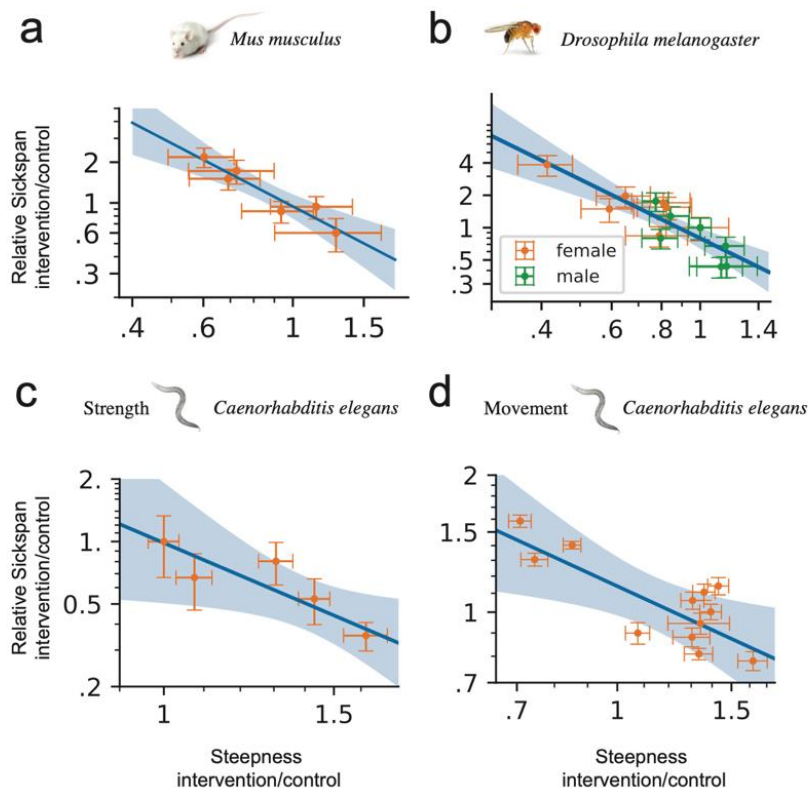 a
Mus musculus
b
Drosophila melanogaster
Relative Sickspan
intervention/control
2
1
.6
.3
.4 .6 1 1.5
4
2
1
.5
.3
female
male
.4 .6 .8 1 1.4
c
Strength
Caenorhabditis elegans
d
Movement
Caenorhabditis elegans
Relative Sickspan
intervention/control
2.
1.
0.5
.2
1 1.5
2
1.5
1
.7
.7 1 1.5
Steepness
intervention/control
Steepness
intervention/control